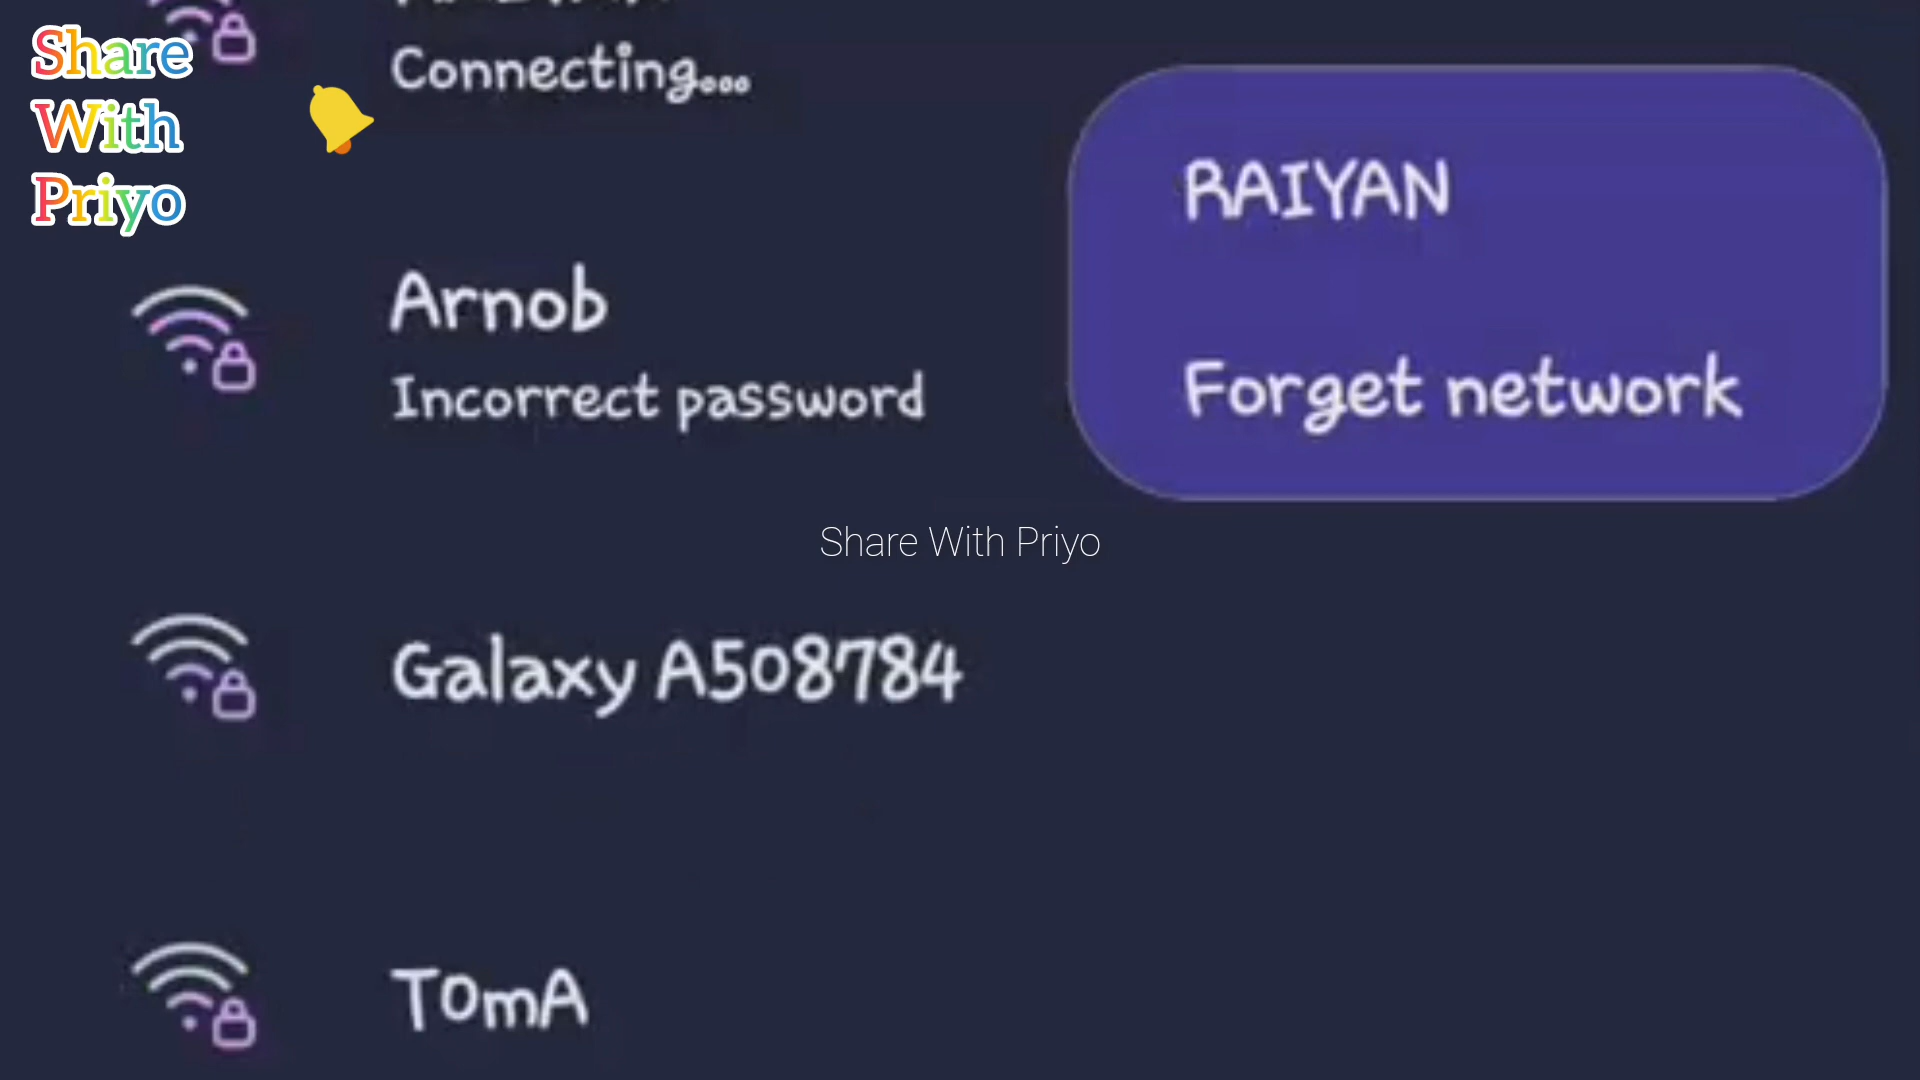 Share
With
Priyo
Connecting...
RAIYAN
Forget network
Arnob
Incorrect password
Share With Priyo
Galaxy A508784
TOmA